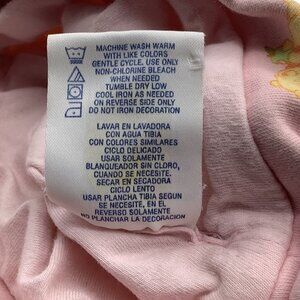 MACHINE WASH WARM
WITH LIKE COLORS
GENTLE CYCLE. USE ONLY
NON-CHLORINE BLEACH
WHEN NEEDED
TUMBLE DRY LOW
COOL IRON AS NEEDED
ON REVERSE SIDE ONLY
DO NOT IRON DECORATION
LAVAR EN LAVADORA
CON AGUA TIBIA
CON COLORES SIMILARES
CICLO DELICADO
USAR SOLAMENTE
BLANQUEADOR SIN CLORO,
CUANDO SE NECESITE.
SECAR EN SECADORA
CICLO LENTO
USAR PLANCHA TIBIA SEGUN
SE NECESITE, EN EL
REVERSO SOLAMENTE
NO PLANCHAR LA DECORACION